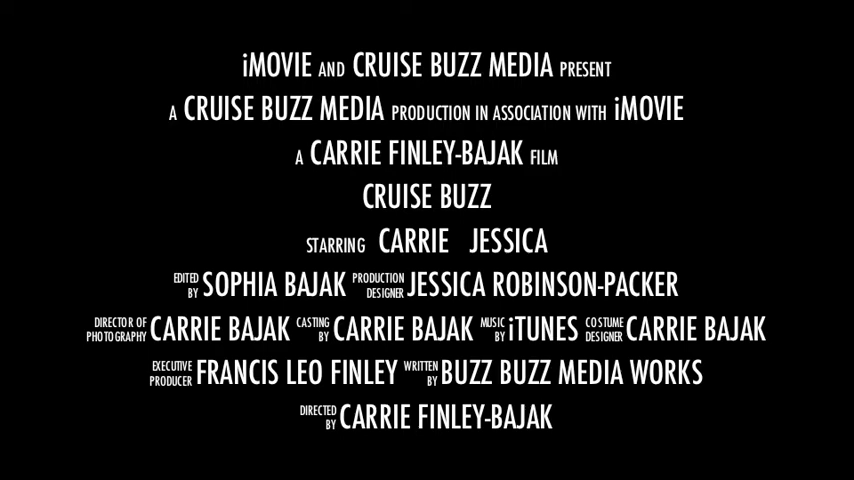 iMOVIE AND CRUISE BUZZ MEDIA PRESENT
A CRUISE BUZZ MEDIA PRODUCTION IN ASSOCIATION WITH iMOVIE
A CARRIE FINLEY-BAJAK FILM
CRUISE BUZZ
STARRING CARRIE JESSICA
EDITED BY SOPHIA BAJAK PRODUCTION DESIGNER JESSICA ROBINSON-PACKER
DIRECTOR OF PHOTOGRAPHY CARRIE BAJAK CASTING BY CARRIE BAJAK MUSIC BY iTUNES COSTUME DESIGNER CARRIE BAJAK
EXECUTIVE PRODUCER FRANCIS LEO FINLEY WRITTEN BY BUZZ BUZZ MEDIA WORKS
DIRECTED BY CARRIE FINLEY-BAJAK